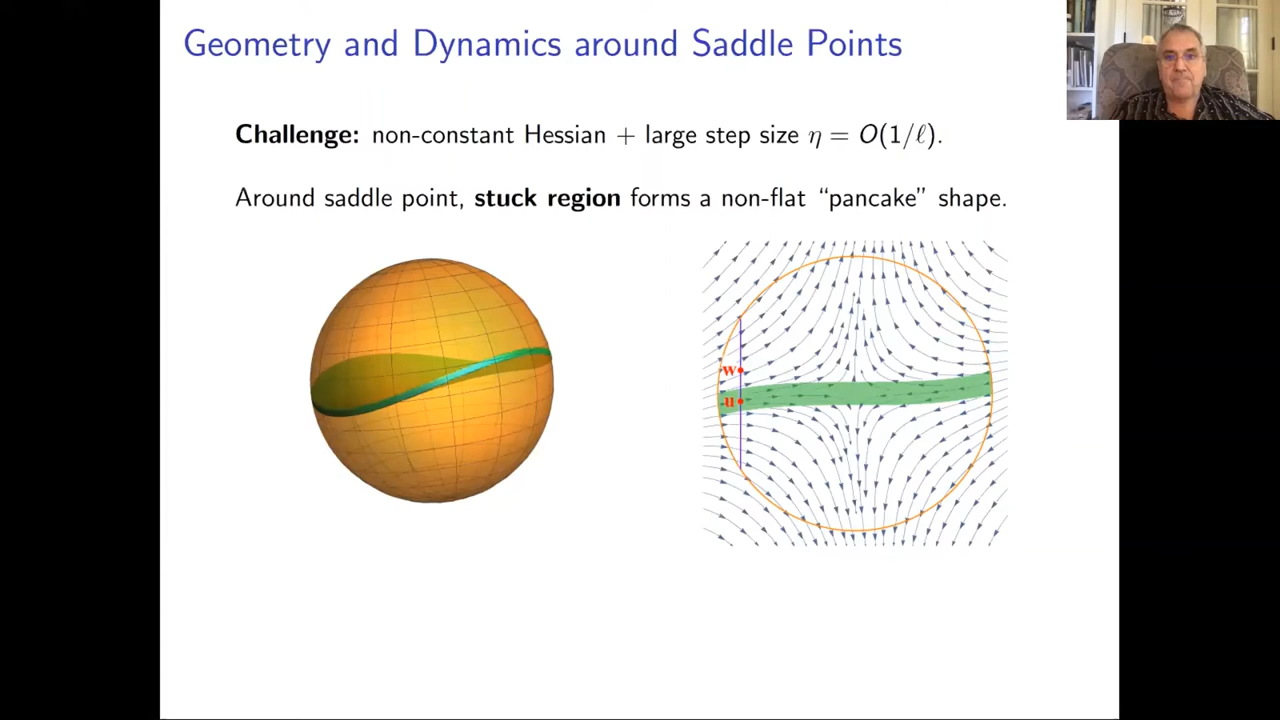 Geometry and Dynamics around Saddle Points
Challenge: non-constant Hessian + large step size η = O(1/ℓ).
Around saddle point, stuck region forms a non-flat “pancake” shape.
w
u